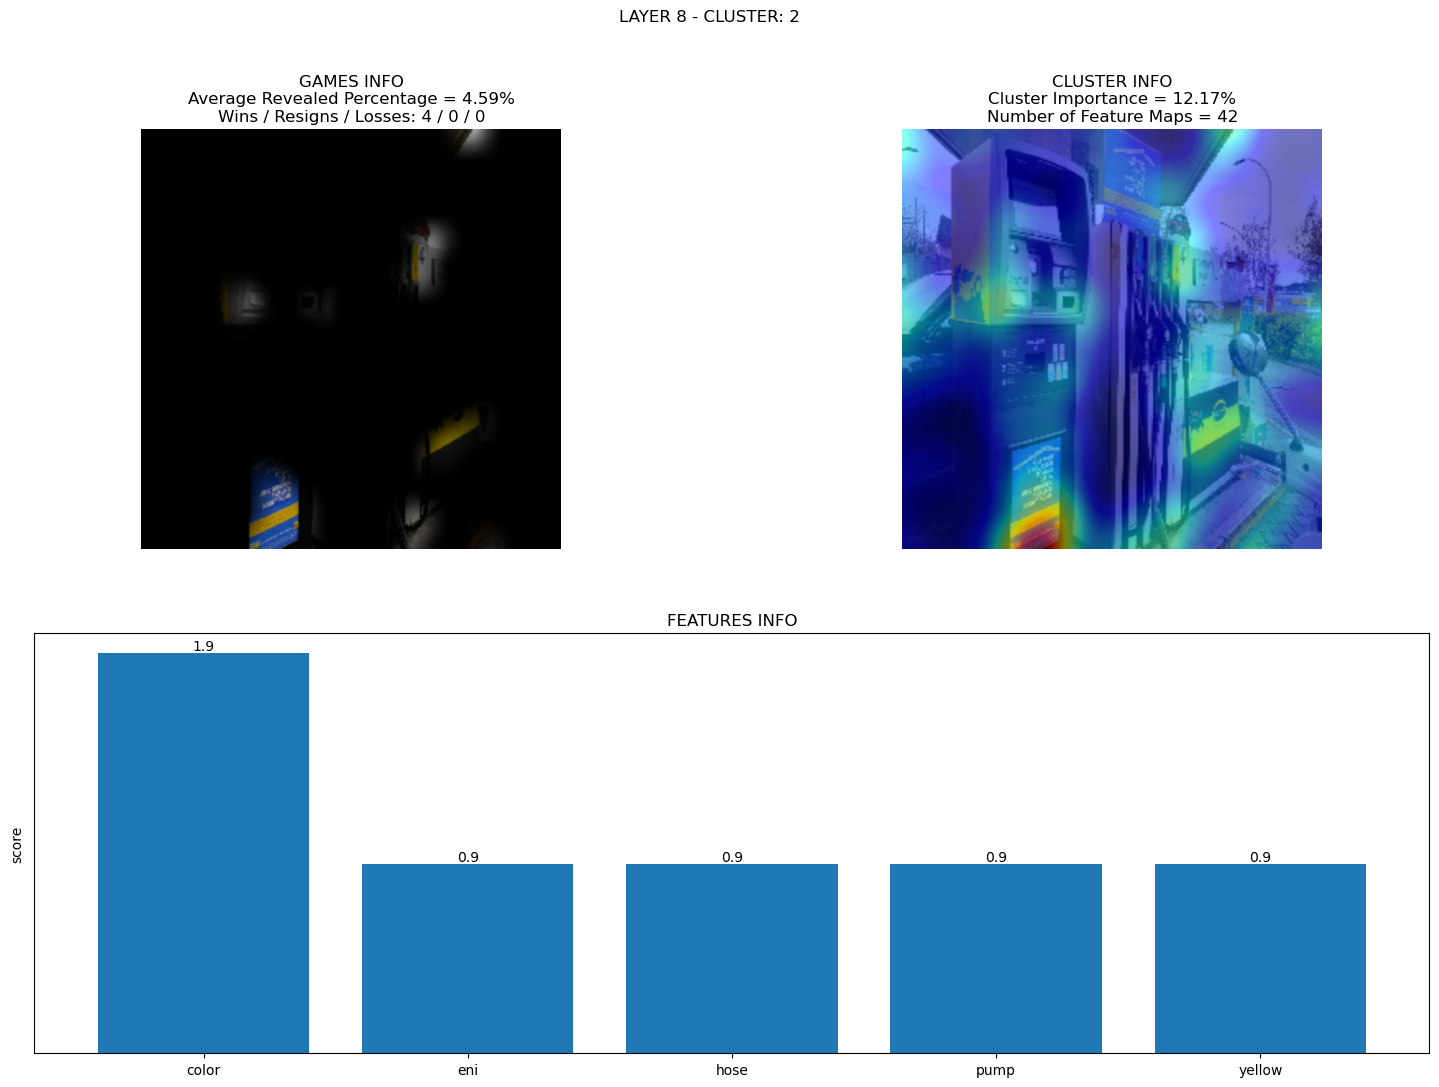 LAYER 8 - CLUSTER: 2
GAMES INFO
Average Revealed Percentage = 4.59%
Wins / Resigns / Losses: 4 / 0 / 0
CLUSTER INFO
Cluster Importance = 12.17%
Number of Feature Maps = 42
FEATURES INFO
score
1.9
0.9
0.9
0.9
0.9
color
eni
hose
pump
yellow